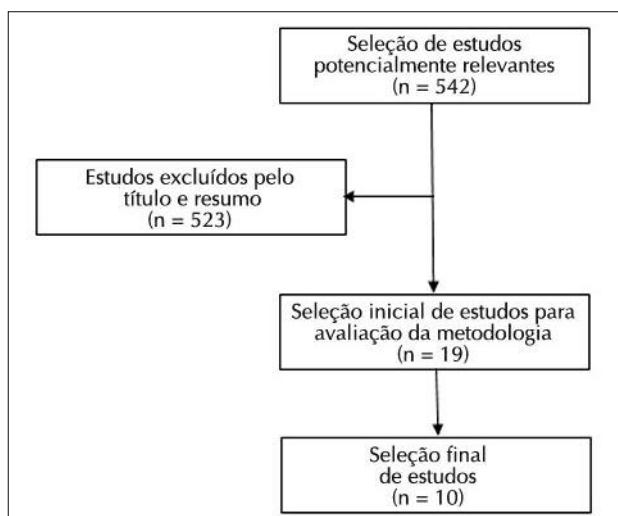 Seleção de estudos
potencialmente relevantes
(n = 542)
Estudos excluídos pelo
título e resumo
(n = 523)
Seleção inicial de estudos para
avaliação da metodologia
(n = 19)
Seleção final
de estudos
(n = 10)